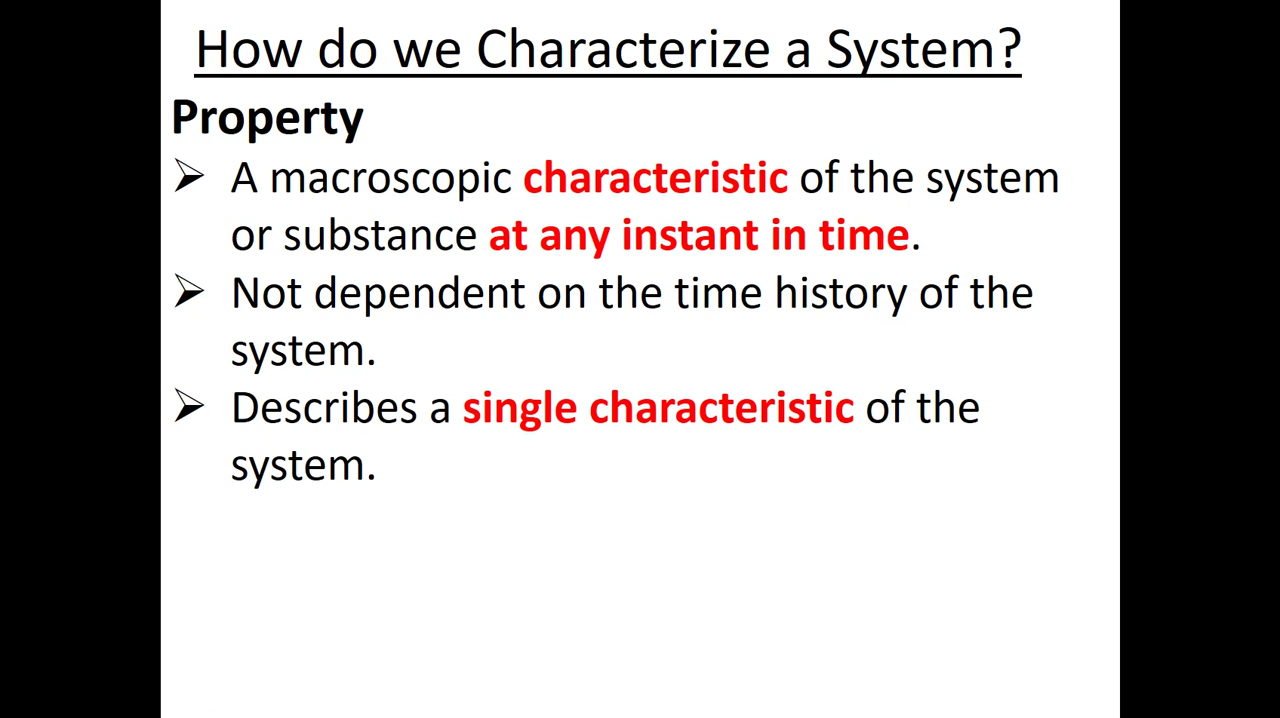 How do we Characterize a System?
Property
➢ A macroscopic characteristic of the system
or substance at any instant in time.
➢ Not dependent on the time history of the
system.
➢ Describes a single characteristic of the
system.